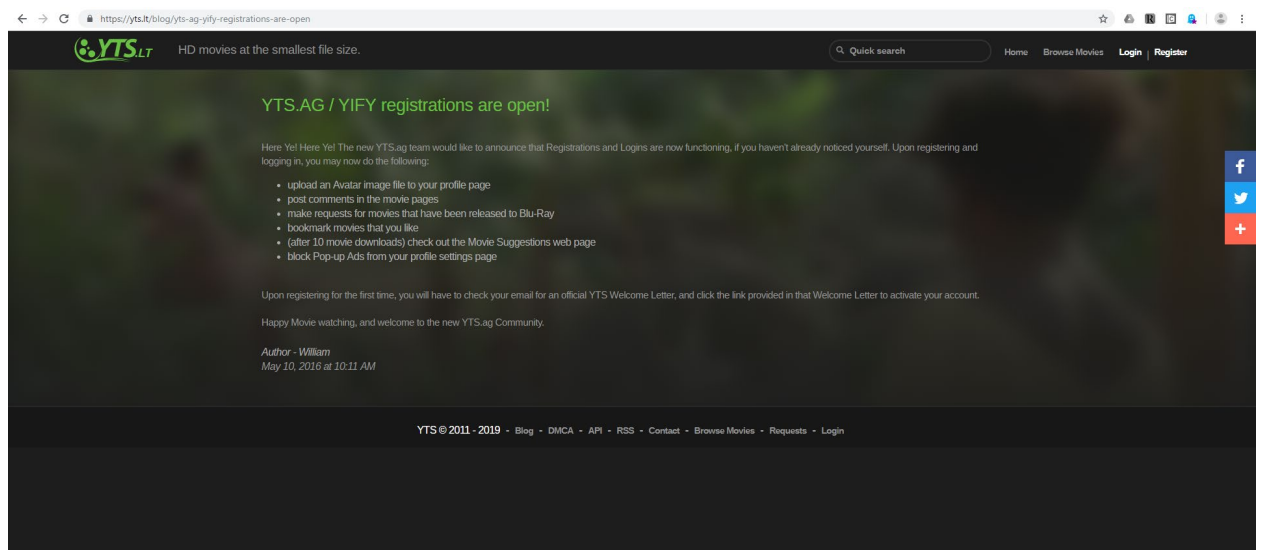 https://yts.lt/blog/yts-ag-yify-registrations-are-open
YTS.LT
HD movies at the smallest file size.
Quick search
Home Browse Movies Login | Register
YTS.AG / YIFY registrations are open!
Here Ye! Here Ye! The new YTS.ag team would like to announce that Registrations and Logins are now functioning, if you haven't already noticed yourself. Upon registering and
logging in, you may now do the following:
• upload an Avatar image file to your profile page
• post comments in the movie pages
• make requests for movies that have been released to Blu-Ray
• bookmark movies that you like
• (after 10 movie downloads) check out the Movie Suggestions web page
• block Pop-up Ads from your profile settings page
Upon registering for the first time, you will have to check your email for an official YTS Welcome Letter, and click the link provided in that Welcome Letter to activate your account.
Happy Movie watching, and welcome to the new YTS.ag Community.
Author - William
May 10, 2016 at 10:11 AM
YTS © 2011 - 2019 - Blog - DMCA - API - RSS - Contact - Browse Movies - Requests - Login